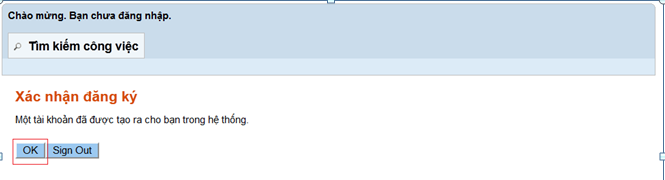 Chào mừng. Bạn chưa đăng nhập.
Tìm kiếm công việc
Xác nhận đăng ký
Một tài khoản đã được tạo ra cho bạn trong hệ thống.
OK Sign Out